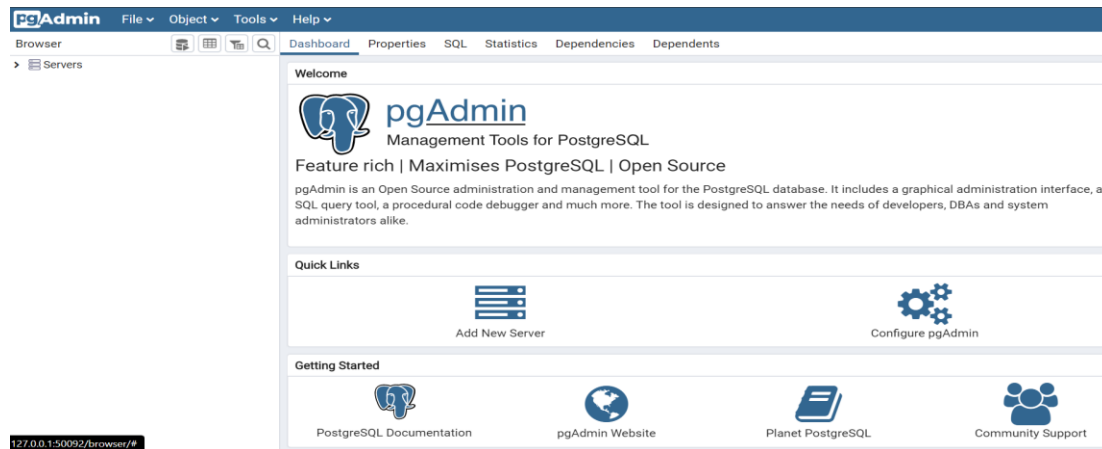 pgAdmin File Object Tools Help
Browser Dashboard Properties SQL Statistics Dependencies Dependents
Servers
Welcome
pgAdmin
Management Tools for PostgreSQL
Feature rich | Maximises PostgreSQL | Open Source
pgAdmin is an Open Source administration and management tool for the PostgreSQL database. It includes a graphical administration interface, a
SQL query tool, a procedural code debugger and much more. The tool is designed to answer the needs of developers, DBAs and system
administrators alike.
Quick Links
Add New Server Configure pgAdmin
Getting Started
PostgreSQL Documentation pgAdmin Website Planet PostgreSQL Community Support
127.0.0.1:50092/browser/#